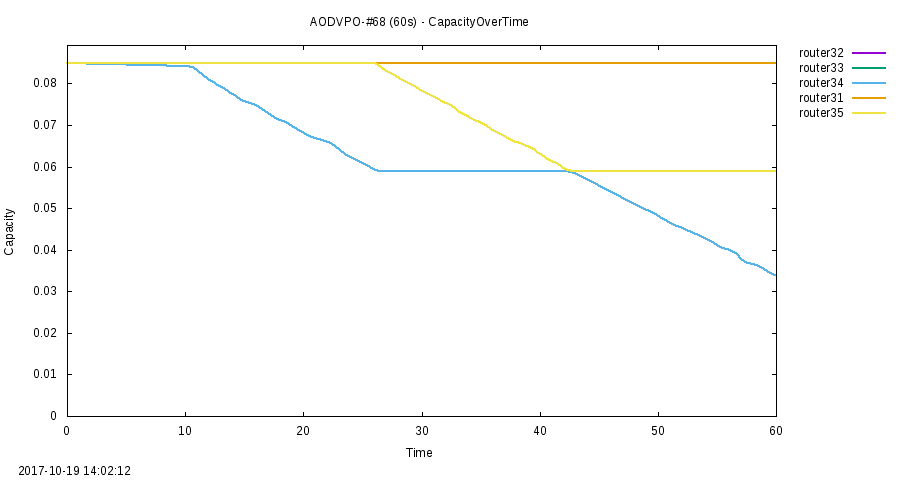 AODVPO-#68 (60s) - CapacityOverTime
router32
router33
router34
router31
router35
0.08
0.07
0.06
0.05
0.04
0.03
0.02
0.01
0
Capacity
0 10 20 30 40 50 60
Time
2017-10-19 14:02:12